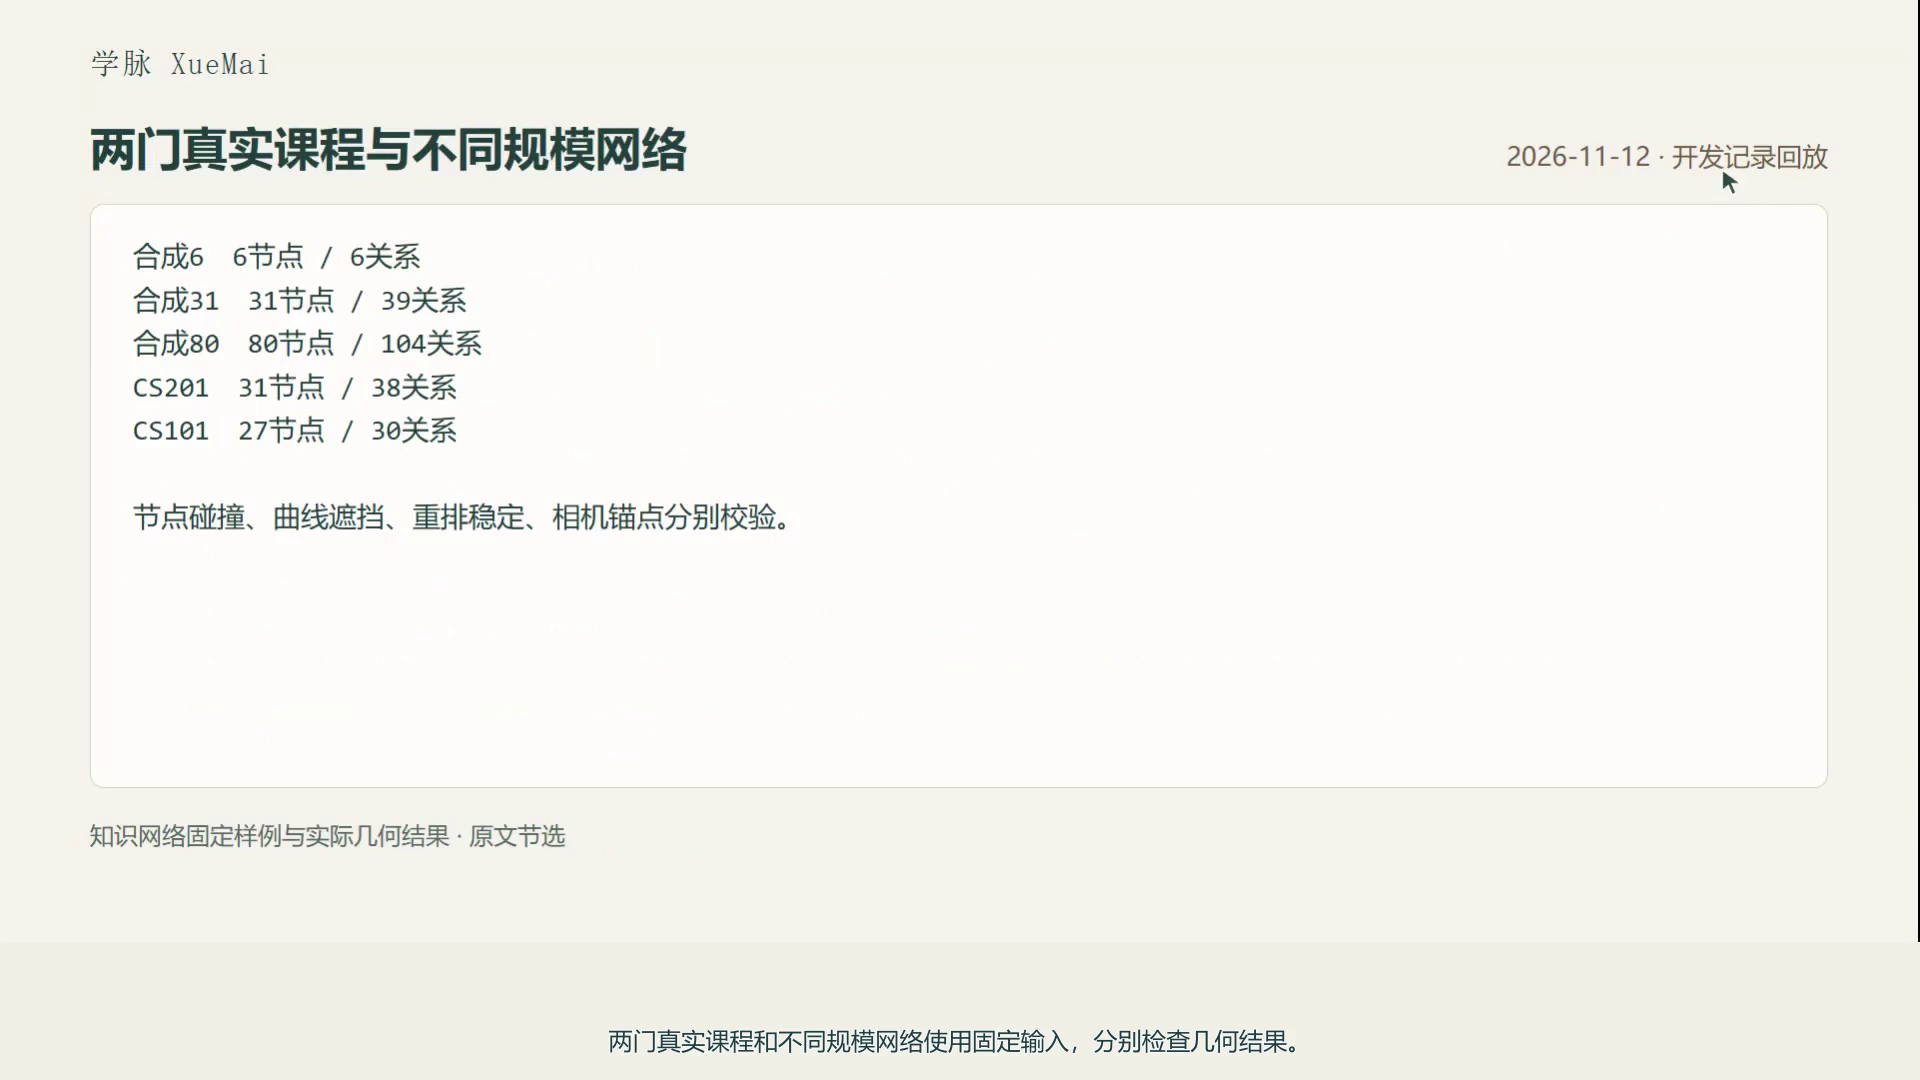 学脉 XueMai
两门真实课程与不同规模网络
2026-11-12 · 开发记录回放
合成6 6节点 / 6关系
合成31 31节点 / 39关系
合成80 80节点 / 104关系
CS201 31节点 / 38关系
CS101 27节点 / 30关系
节点碰撞、曲线遮挡、重排稳定、相机锚点分别校验。
知识网络固定样例与实际几何结果 · 原文节选
两门真实课程和不同规模网络使用固定输入，分别检查几何结果。